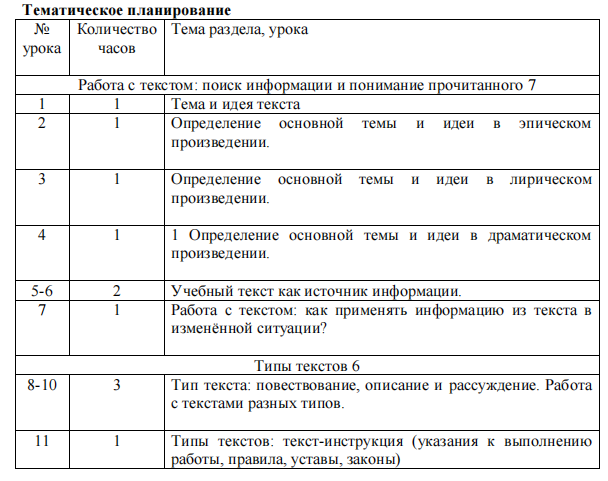 Тематическое планирование
№ урока Количество часов Тема раздела, урока
Работа с текстом: поиск информации и понимание прочитанного 7
1 1 Тема и идея текста
2 1 Определение основной темы и идеи в эпическом
произведении.
3 1 Определение основной темы и идеи в лирическом
произведении.
4 1 1 Определение основной темы и идеи в драматическом
произведении.
5-6 2 Учебный текст как источник информации.
7 1 Работа с текстом: как применять информацию из текста в
изменённой ситуации?
Типы текстов 6
8-10 3 Тип текста: повествование, описание и рассуждение. Работа
с текстами разных типов.
11 1 Типы текстов: текст-инструкция (указания к выполнению
работы, правила, уставы, законы)